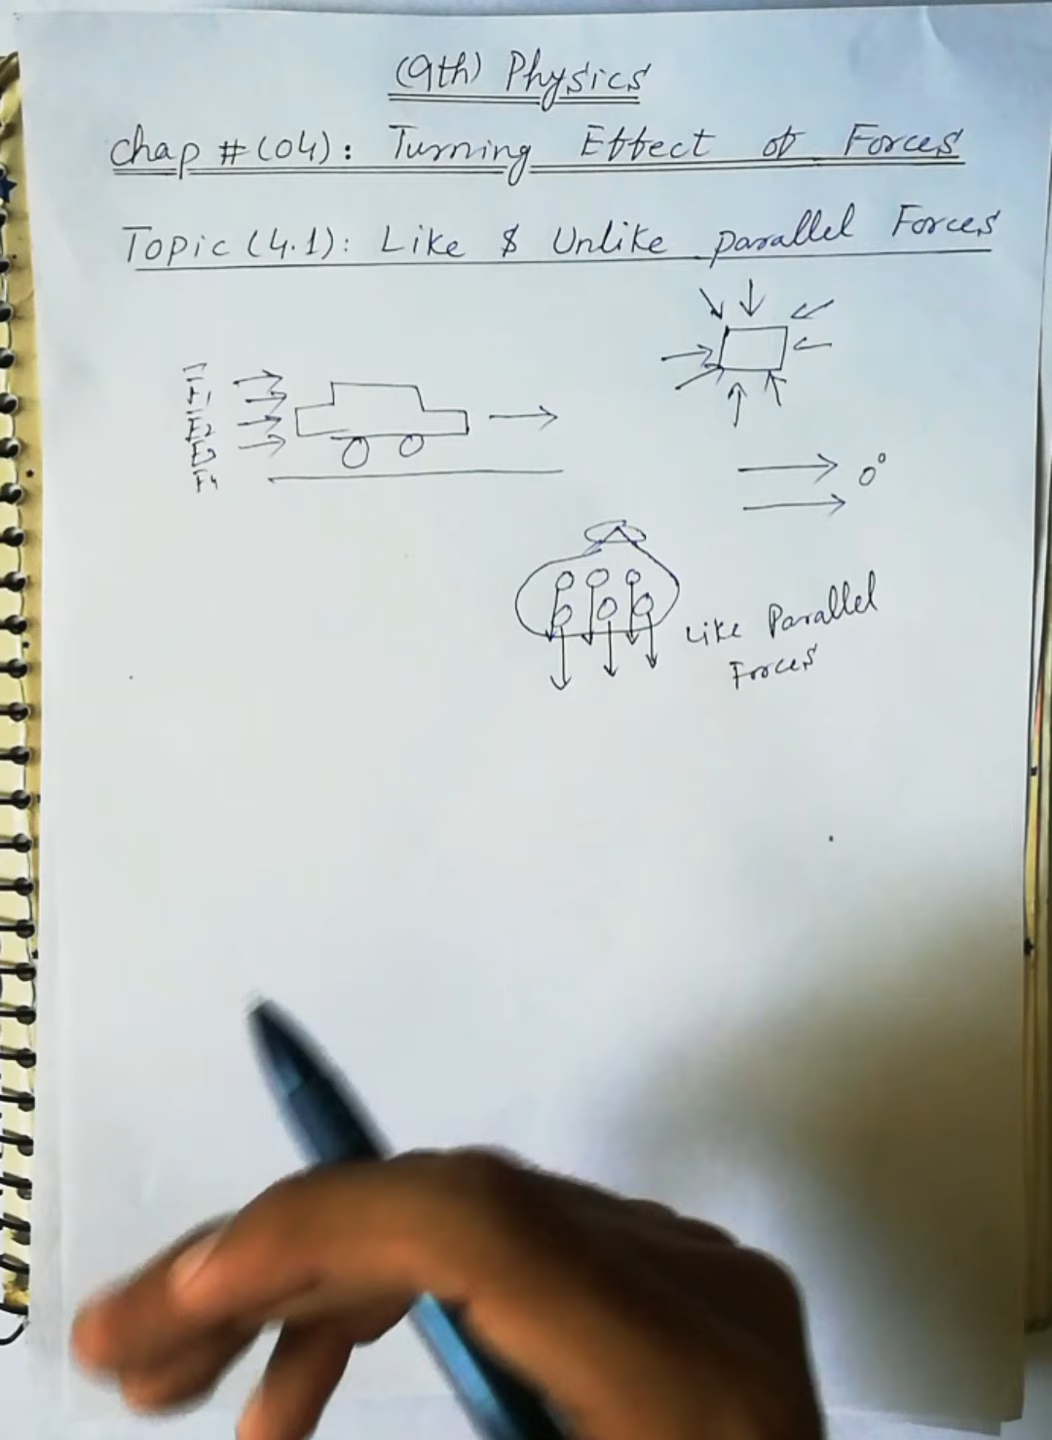 (9th) Physics
Chap # (04): Turning Effect of Forces
Topic (4.1): Like & Unlike parallel Forces
F1
F2
F3
F4
0°
Like Parallel
Forces